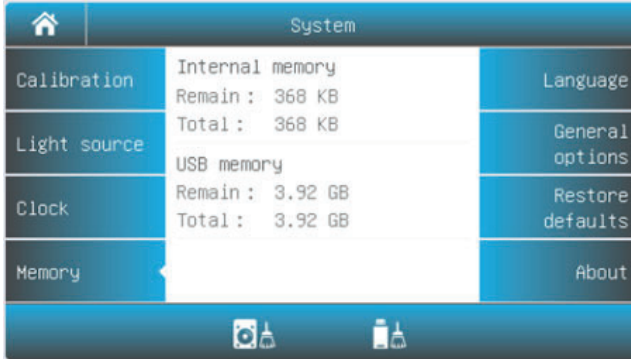 System
Calibration
Light source
Clock
Memory
Internal memory
Remain : 368 KB
Total : 368 KB
USB memory
Remain : 3.92 GB
Total : 3.92 GB
Language
General
options
Restore
defaults
About